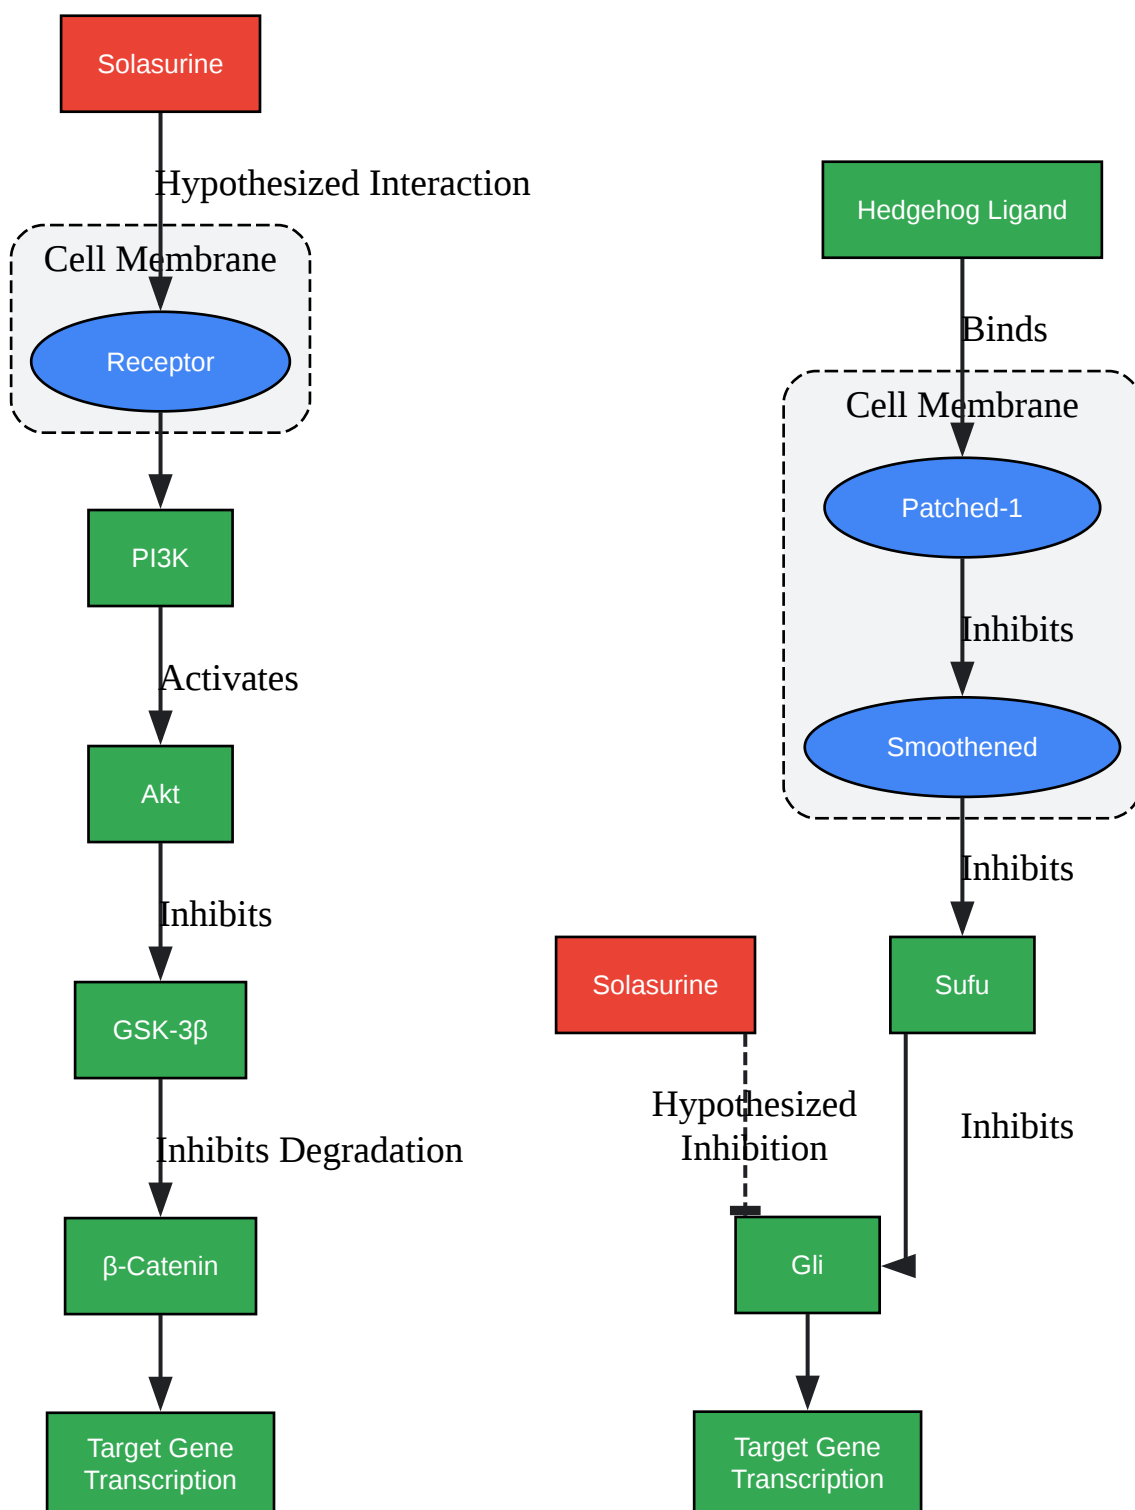 Solasurine
Hypothesized Interaction
Cell Membrane
Receptor
PI3K
Activates
Akt
Inhibits
GSK-3β
Inhibits Degradation
β-Catenin
Target Gene
Transcription
Hedgehog Ligand
Binds
Cell Membrane
Patched-1
Inhibits
Smoothened
Inhibits
Sufu
Inhibits
Solasurine
Hypothesized
Inhibition
Gli
Target Gene
Transcription